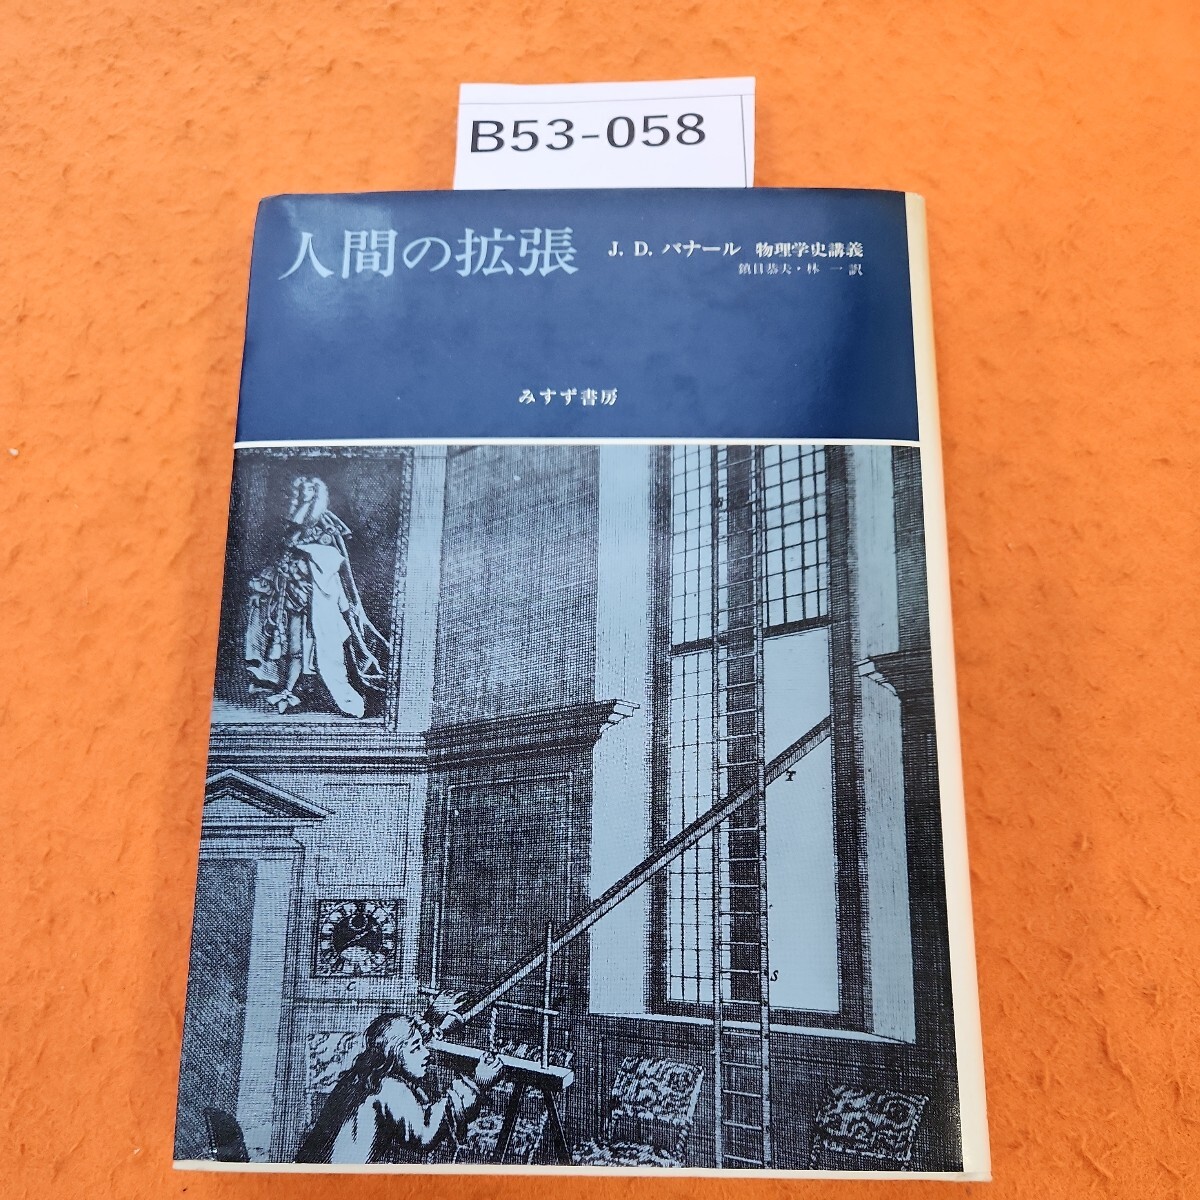 B53-058
人間の拡張 J. D. バナール 物理学史講義
鎮目恭夫・林 一 訳
みすず書房
B
T
S
C